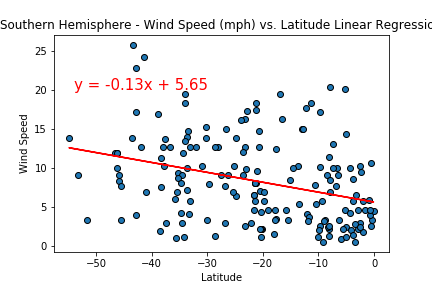 Southern Hemisphere - Wind Speed (mph) vs. Latitude Linear Regressio
25
y = -0.13x + 5.65
20
15
Wind Speed
10
5
0
−50 −40 −30 −20 −10 0
Latitude